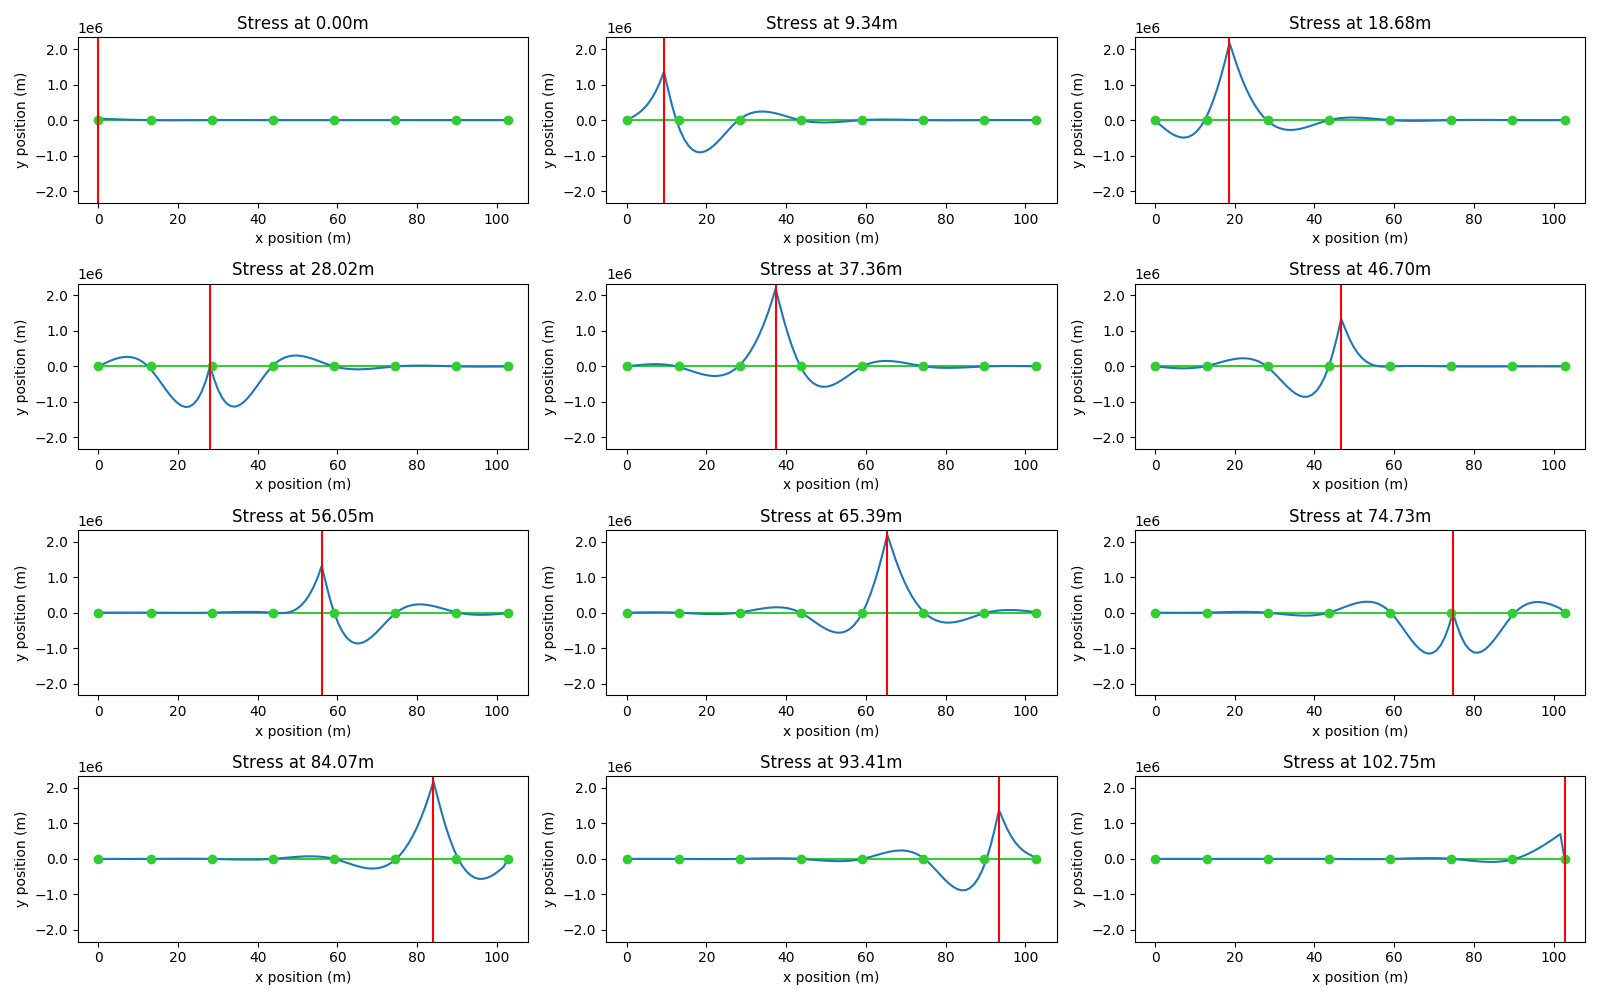 Stress at 0.00m
1e6
2.0
1.0
0.0
−1.0
−2.0
y position (m)
0 20 40 60 80 100
x position (m)
Stress at 9.34m
1e6
2.0
1.0
0.0
−1.0
−2.0
y position (m)
0 20 40 60 80 100
x position (m)
Stress at 18.68m
1e6
2.0
1.0
0.0
−1.0
−2.0
y position (m)
0 20 40 60 80 100
x position (m)
Stress at 28.02m
1e6
2.0
1.0
0.0
−1.0
−2.0
y position (m)
0 20 40 60 80 100
x position (m)
Stress at 37.36m
1e6
2.0
1.0
0.0
−1.0
−2.0
y position (m)
0 20 40 60 80 100
x position (m)
Stress at 46.70m
1e6
2.0
1.0
0.0
−1.0
−2.0
y position (m)
0 20 40 60 80 100
x position (m)
Stress at 56.05m
1e6
2.0
1.0
0.0
−1.0
−2.0
y position (m)
0 20 40 60 80 100
x position (m)
Stress at 65.39m
1e6
2.0
1.0
0.0
−1.0
−2.0
y position (m)
0 20 40 60 80 100
x position (m)
Stress at 74.73m
1e6
2.0
1.0
0.0
−1.0
−2.0
y position (m)
0 20 40 60 80 100
x position (m)
Stress at 84.07m
1e6
2.0
1.0
0.0
−1.0
−2.0
y position (m)
0 20 40 60 80 100
x position (m)
Stress at 93.41m
1e6
2.0
1.0
0.0
−1.0
−2.0
y position (m)
0 20 40 60 80 100
x position (m)
Stress at 102.75m
1e6
2.0
1.0
0.0
−1.0
−2.0
y position (m)
0 20 40 60 80 100
x position (m)